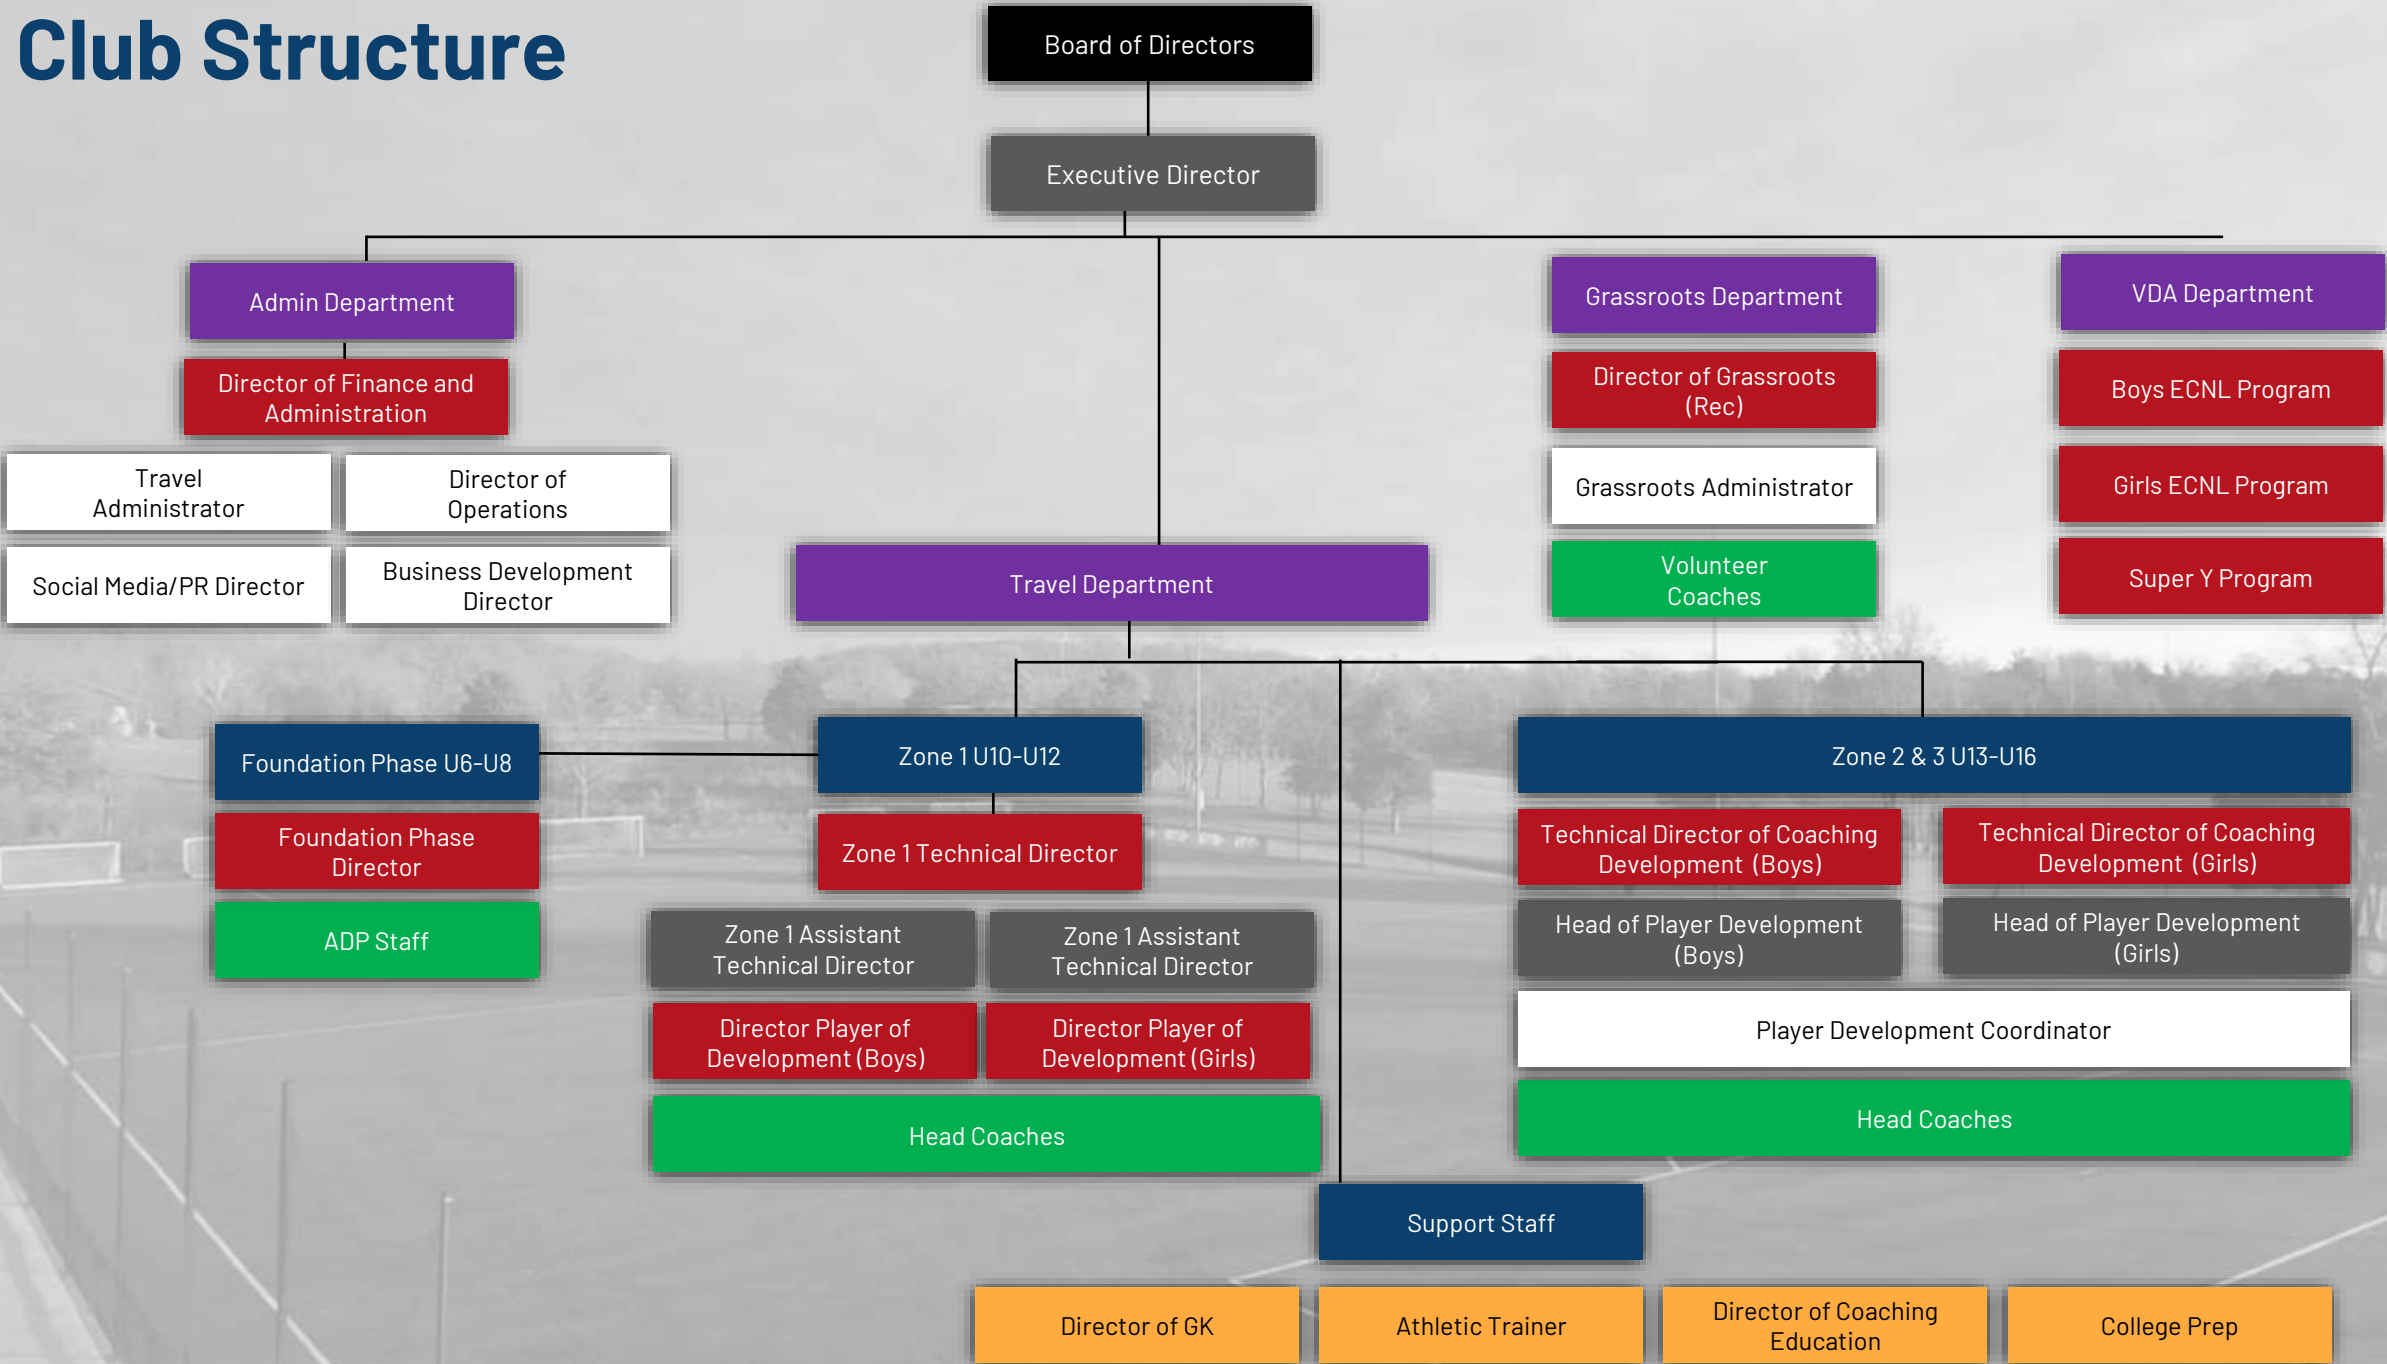 Club Structure
Board of Directors
Executive Director
Admin Department
Grassroots Department
VDA Department
Director of Finance and
Administration
Director of Grassroots
(Rec)
Boys ECNL Program
Travel
Administrator
Director of
Operations
Grassroots Administrator
Girls ECNL Program
Social Media/PR Director
Business Development
Director
Travel Department
Volunteer
Coaches
Super Y Program
Foundation Phase U6-U8
Zone 1 U10-U12
Zone 2 & 3 U13-U16
Foundation Phase
Director
Zone 1 Technical Director
Technical Director of Coaching
Development (Boys)
Technical Director of Coaching
Development (Girls)
ADP Staff
Zone 1 Assistant
Technical Director
Zone 1 Assistant
Technical Director
Head of Player Development
(Boys)
Head of Player Development
(Girls)
Director Player of
Development (Boys)
Director Player of
Development (Girls)
Player Development Coordinator
Head Coaches
Head Coaches
Support Staff
Director of GK
Athletic Trainer
Director of Coaching
Education
College Prep